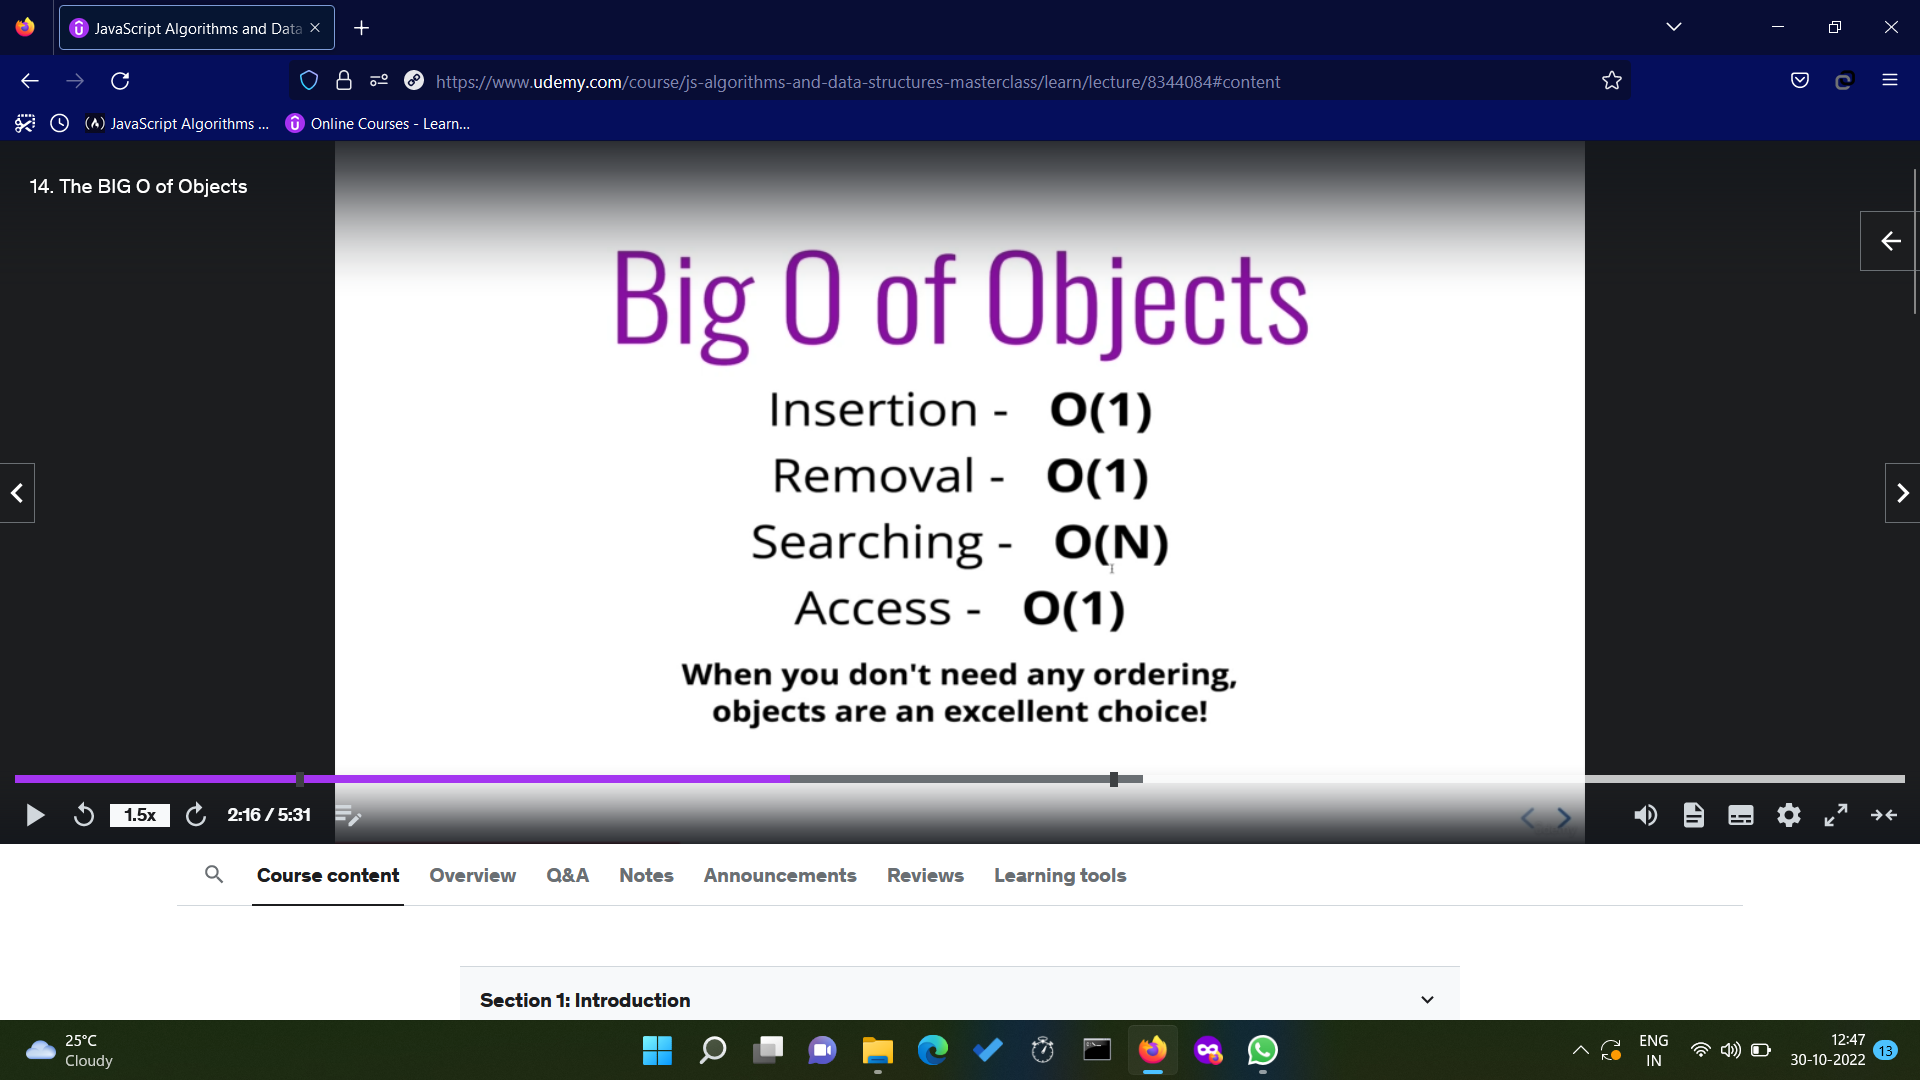 JavaScript Algorithms and Data
https://www.udemy.com/course/js-algorithms-and-data-structures-masterclass/learn/lecture/8344084#content
JavaScript Algorithms ...
Online Courses - Learn...
14. The BIG O of Objects
Big O of Objects
Insertion - O(1)
Removal - O(1)
Searching - O(N)
Access - O(1)
When you don't need any ordering,
objects are an excellent choice!
1.5x
2:16 / 5:31
Course content
Overview
Q&A
Notes
Announcements
Reviews
Learning tools
Section 1: Introduction
25°C
Cloudy
ENG
IN
12:47
30-10-2022
13